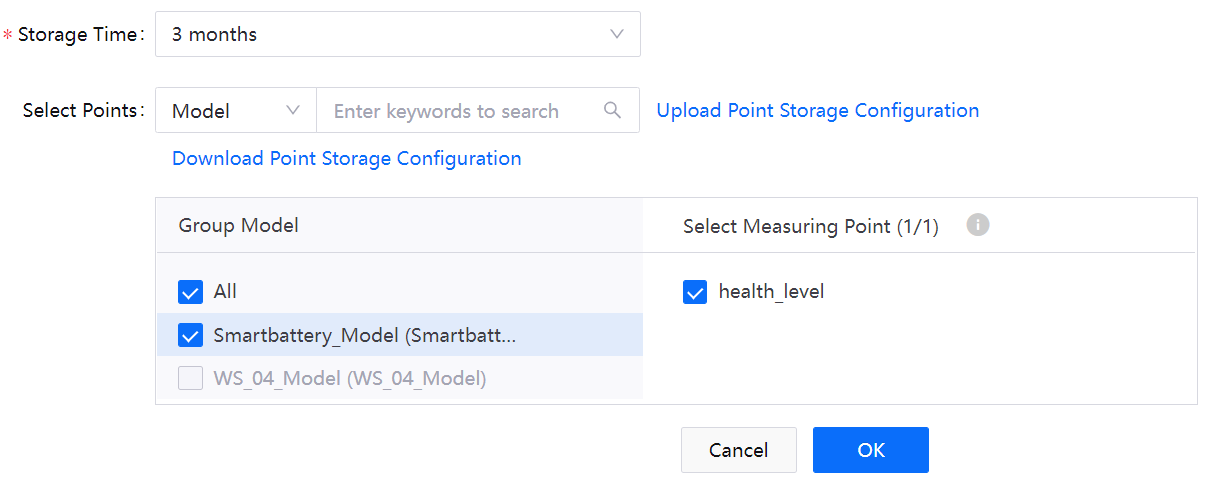 * Storage Time: 3 months
Select Points: Model Enter keywords to search Upload Point Storage Configuration
Download Point Storage Configuration
Group Model Select Measuring Point (1/1)
All health_level
Smartbattery_Model (Smartbatt...
WS_04_Model (WS_04_Model)
Cancel OK